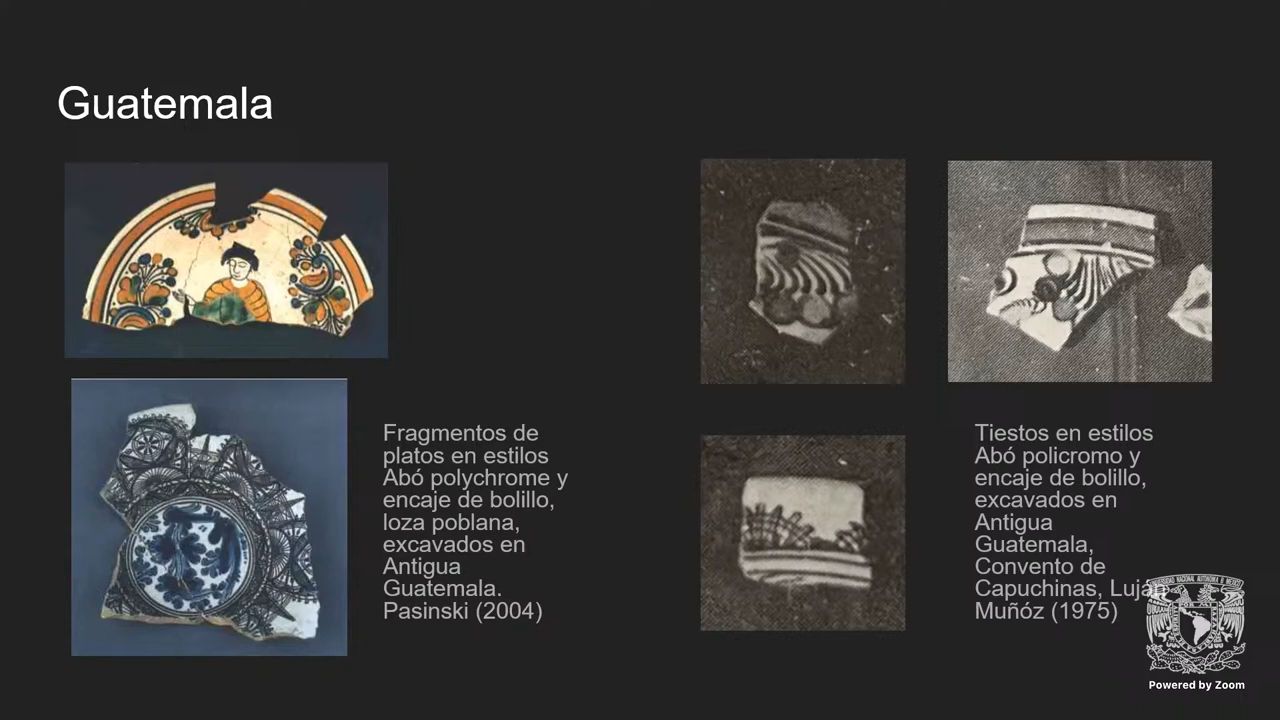 Guatemala
Fragmentos de
platos en estilos
Abó polychrome y
encaje de bolillo,
loza poblana,
excavados en
Antigua
Guatemala.
Pasinski (2004)
Tiestos en estilos
Abó policromo y
encaje de bolillo,
excavados en
Antigua
Guatemala,
Convento de
Capuchinas, Luján
Muñóz (1975)
Powered by Zoom